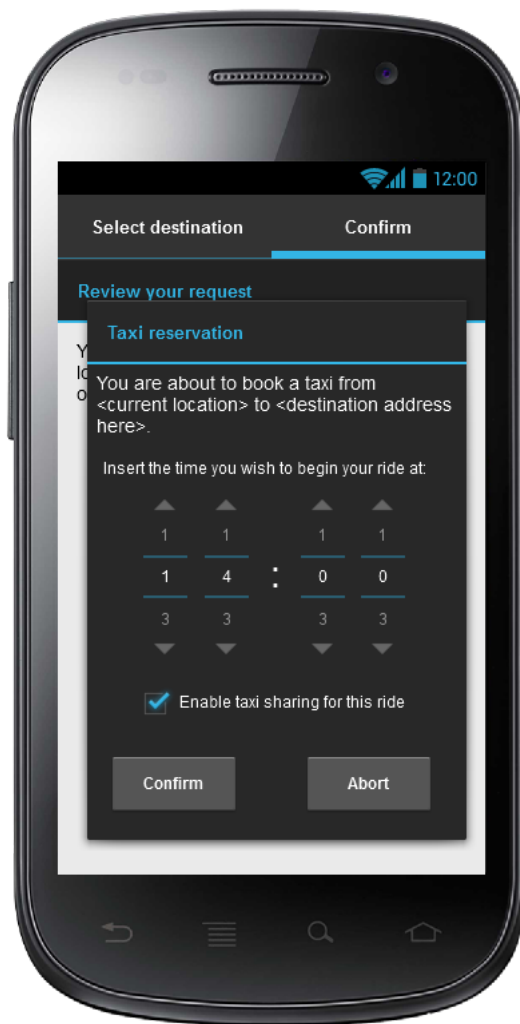 12:00
Select destination Confirm
Review your request
Taxi reservation
You are about to book a taxi from
<current location> to <destination address
here>.
Insert the time you wish to begin your ride at:
1 1 1 1
1 4 : 0 0
3 3 3 3
Enable taxi sharing for this ride
Confirm Abort